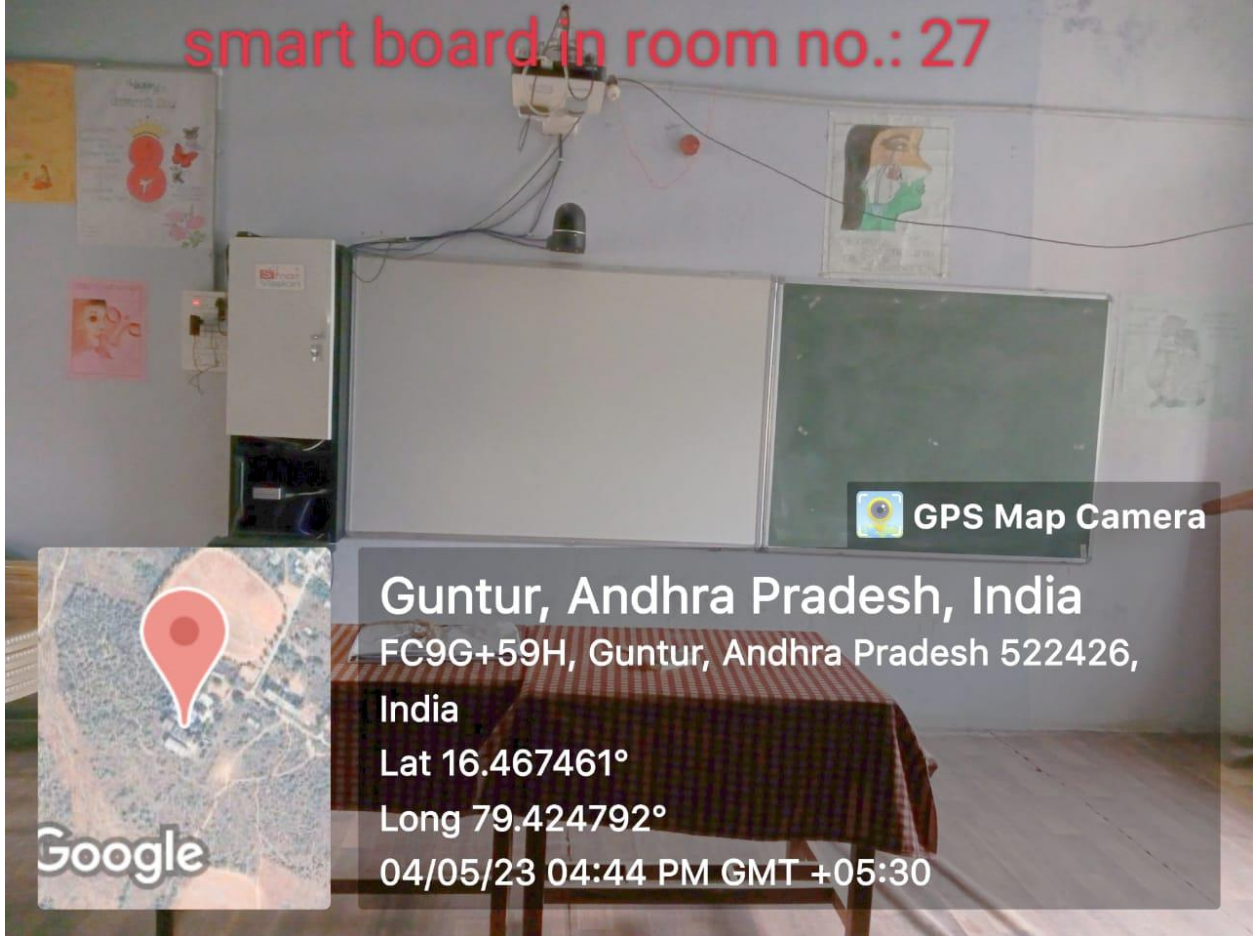 smart board in room no.: 27
GPS Map Camera
Guntur, Andhra Pradesh, India
FC9G+59H, Guntur, Andhra Pradesh 522426,
India
Lat 16.467461°
Long 79.424792°
04/05/23 04:44 PM GMT +05:30
Google